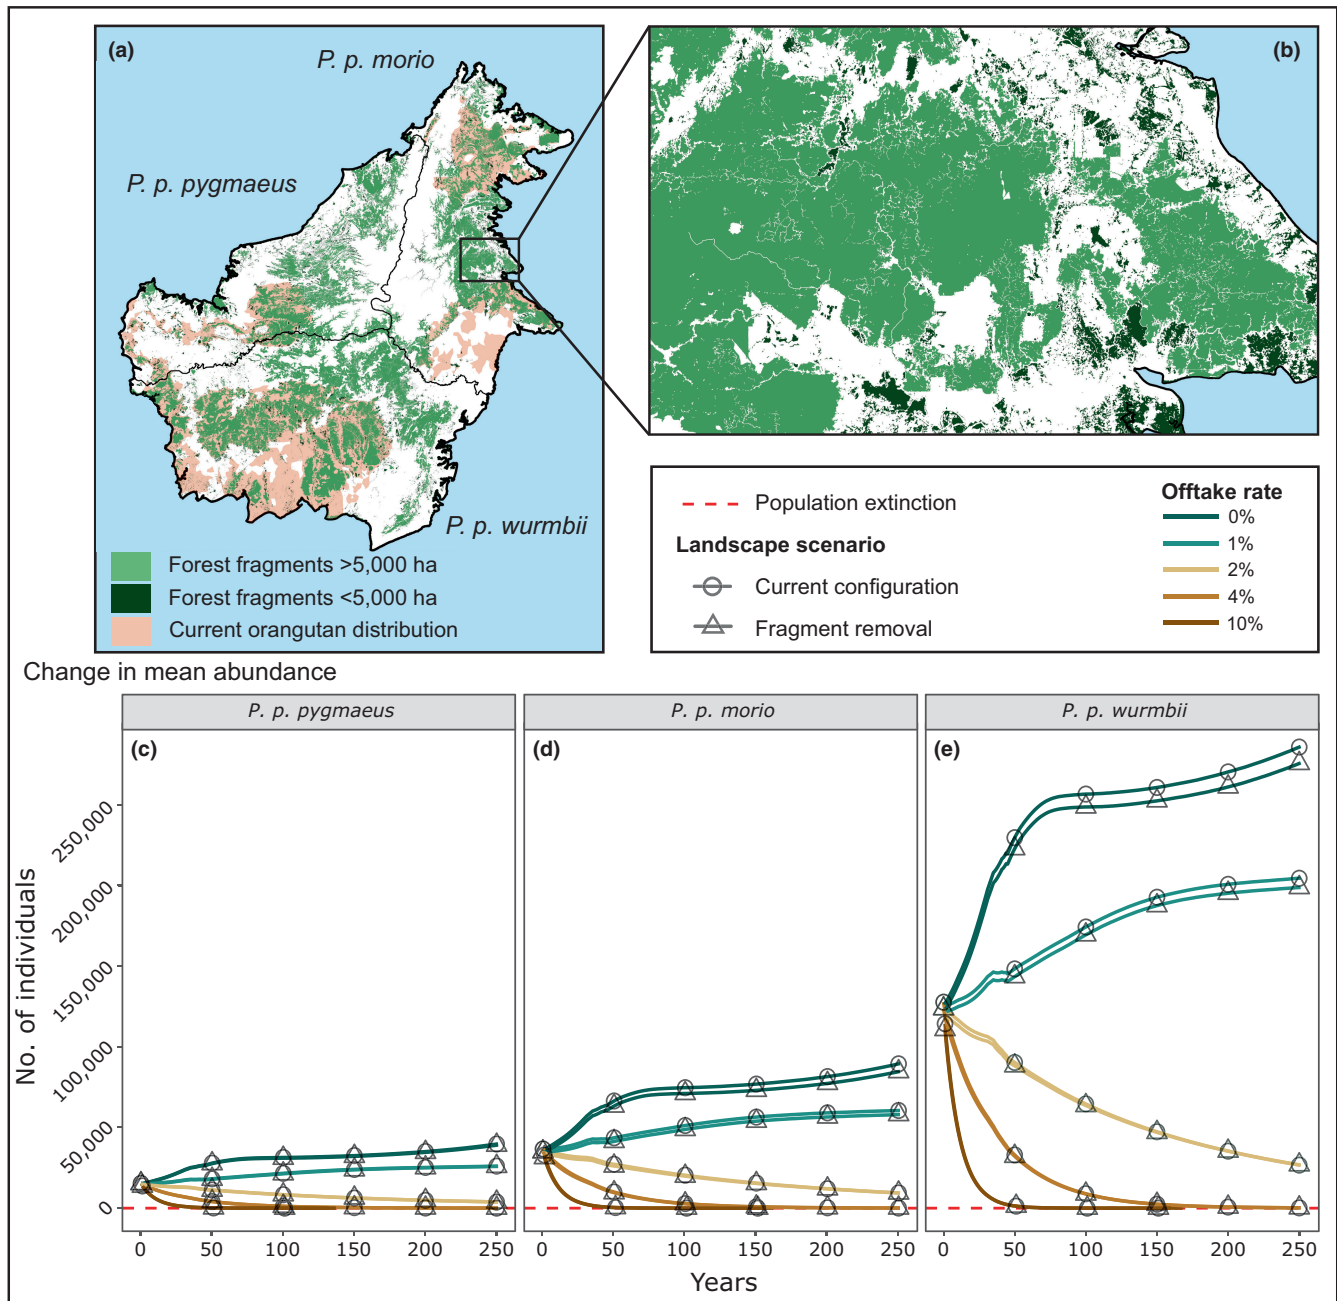 (a)
P. p. morio
P. p. pygmaeus
P. p. wurmbii
Forest fragments >5,000 ha
Forest fragments <5,000 ha
Current orangutan distribution
(b)
Population extinction
Landscape scenario
Current configuration
Fragment removal
Offtake rate
0%
1%
2%
4%
10%
Change in mean abundance
P. p. pygmaeus
P. p. morio
P. p. wurmbii
(c)
(d)
(e)
No. of individuals
250,000
200,000
150,000
100,000
50,000
0
0 50 100 150 200 250
0 50 100 150 200 250
0 50 100 150 200 250
Years